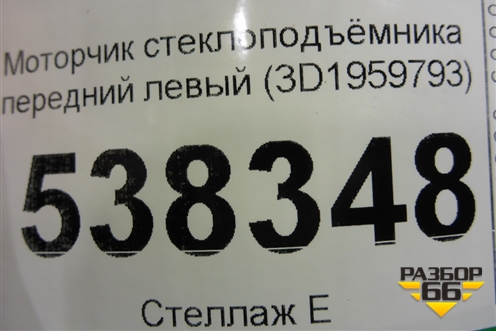 Моторчик стеклоподъёмника
передний левый (3D1959793)
538348
Стеллаж Е
РАЗБОР
66